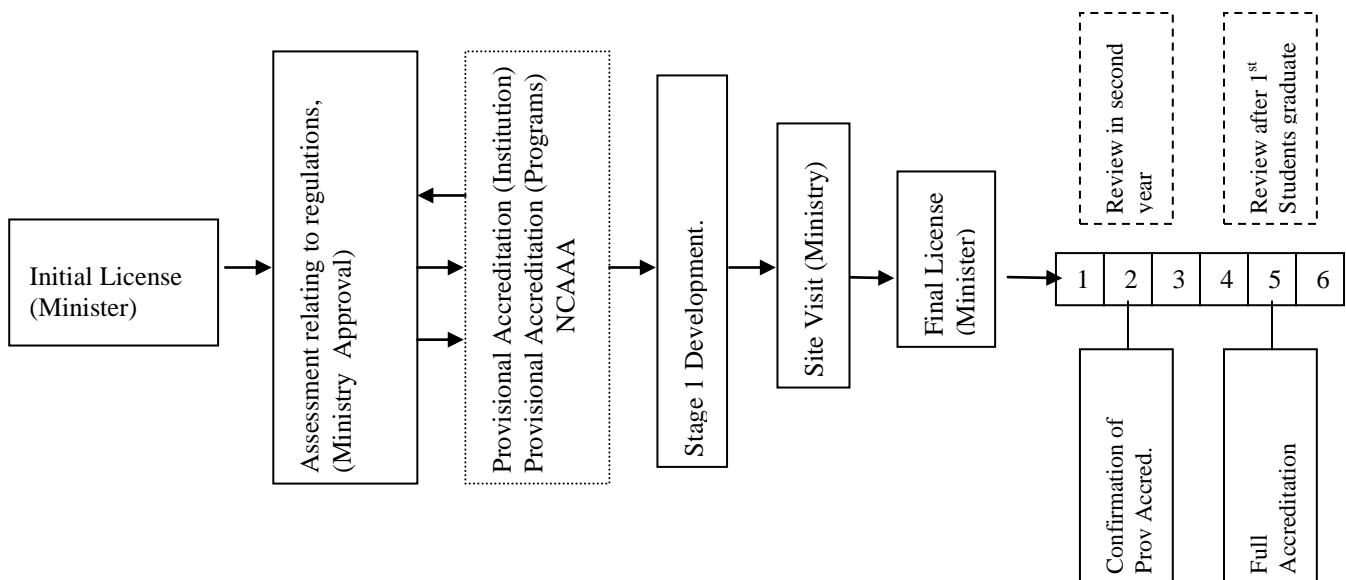 Initial License
(Minister)
Assessment relating to regulations,
(Ministry Approval)
Provisional Accreditation (Institution)
Provisional Accreditation (Programs)
NCAAA
Stage 1 Development.
Site Visit (Ministry)
Final License
(Minister)
Review in second
year
Review after 1st
Students graduate
1 2 3 4 5 6
Confirmation of
Prov Accred.
Full
Accreditation